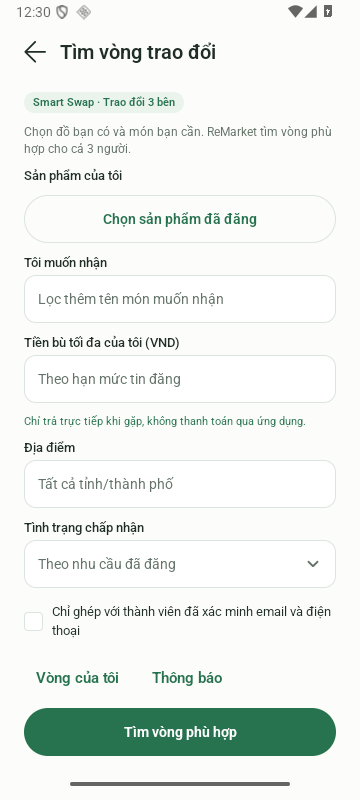 12:30
Tìm vòng trao đổi
Smart Swap · Trao đổi 3 bên
Chọn đồ bạn có và món bạn cần. ReMarket tìm vòng phù
hợp cho cả 3 người.
Sản phẩm của tôi
Chọn sản phẩm đã đăng
Tôi muốn nhận
Lọc thêm tên món muốn nhận
Tiền bù tối đa của tôi (VND)
Theo hạn mức tin đăng
Chỉ trả trực tiếp khi gặp, không thanh toán qua ứng dụng.
Địa điểm
Tất cả tỉnh/thành phố
Tình trạng chấp nhận
Theo nhu cầu đã đăng
Chỉ ghép với thành viên đã xác minh email và điện
thoại
Vòng của tôi
Thông báo
Tìm vòng phù hợp